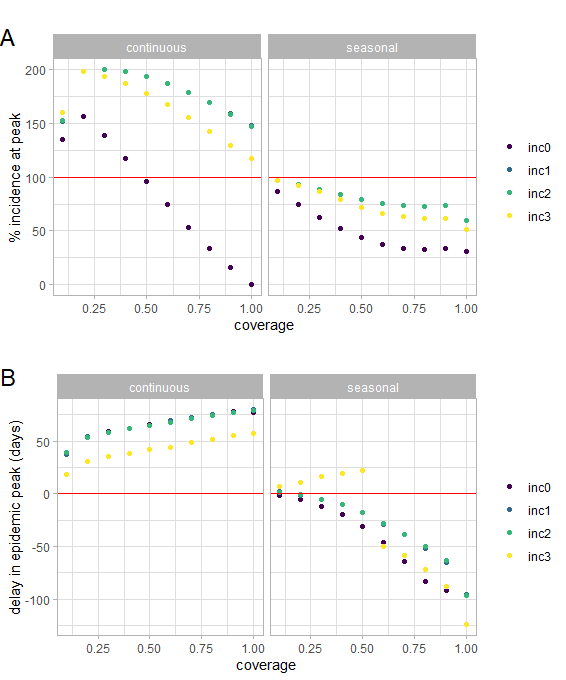 A
continuous
seasonal
% incidence at peak
200
150
100
50
0
0.25 0.50 0.75 1.00
0.25 0.50 0.75 1.00
coverage
inc0
inc1
inc2
inc3
B
continuous
seasonal
delay in epidemic peak (days)
50
0
-50
-100
0.25 0.50 0.75 1.00
0.25 0.50 0.75 1.00
coverage
inc0
inc1
inc2
inc3